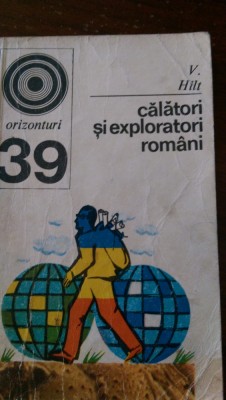 V.
Hilt
orizonturi
39
călători
și exploratori
români